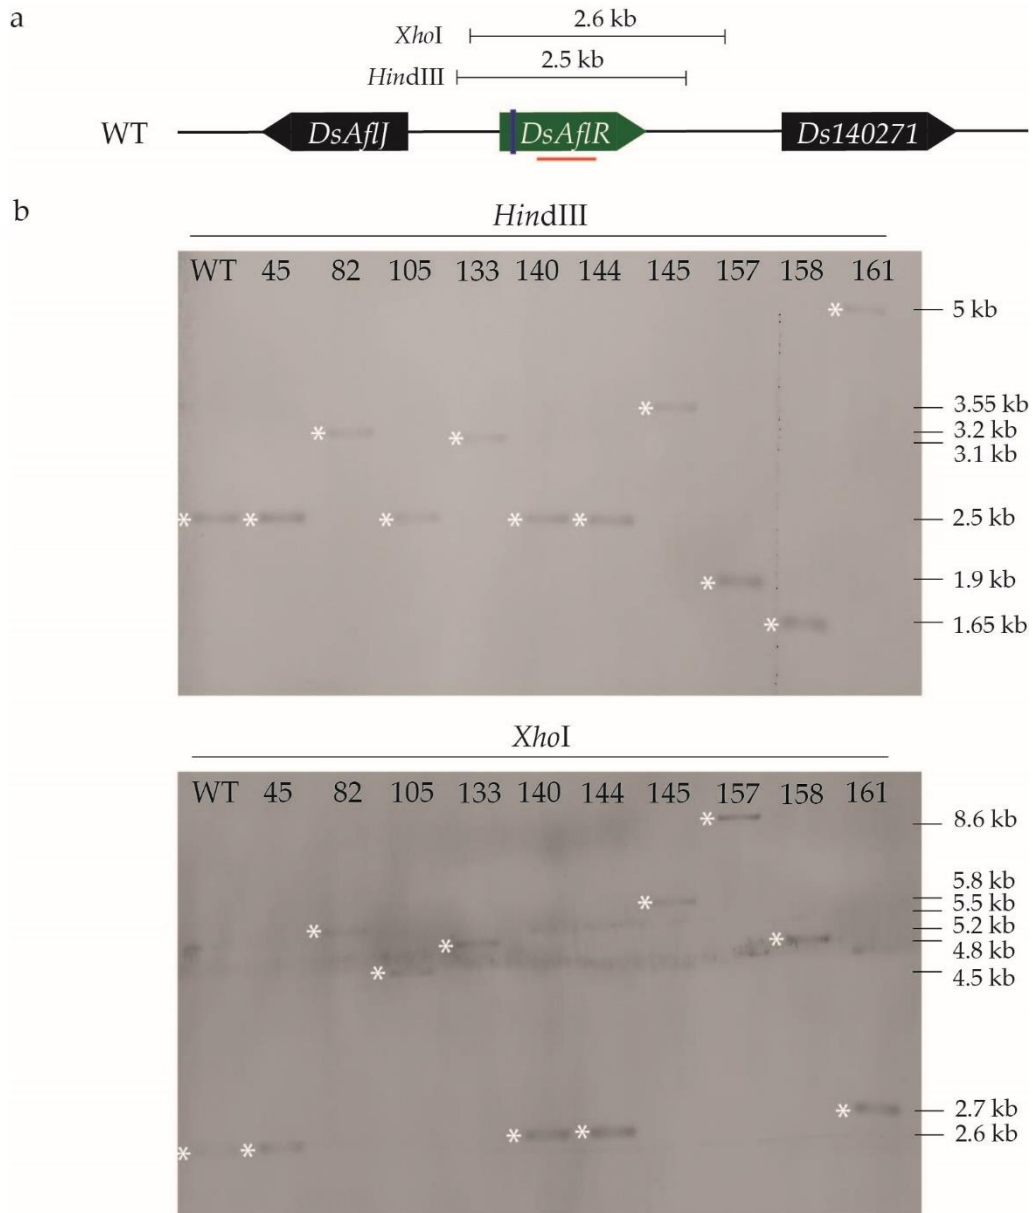 a
2.6 kb
XhoI
2.5 kb
HindIII
WT DsAflJ DsAflR Ds140271
b
HindIII
WT 45 82 105 133 140 144 145 157 158 161
* 5 kb
* 3.55 kb
* * 3.2 kb
3.1 kb
* * * * * 2.5 kb
* 1.9 kb
* 1.65 kb
XhoI
WT 45 82 105 133 140 144 145 157 158 161
* 8.6 kb
5.8 kb
* 5.5 kb
* 5.2 kb
* * 4.8 kb
* 4.5 kb
* 2.7 kb
* * 2.6 kb
* *